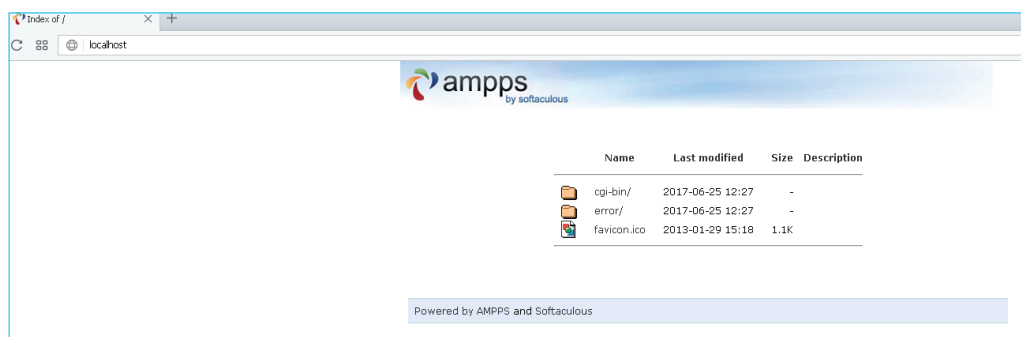 Index of /
localhost
ampps
by softaculous
Name Last modified Size Description
cgi-bin/ 2017-06-25 12:27 -
error/ 2017-06-25 12:27 -
favicon.ico 2013-01-29 15:18 1.1K
Powered by AMPPS and Softaculous